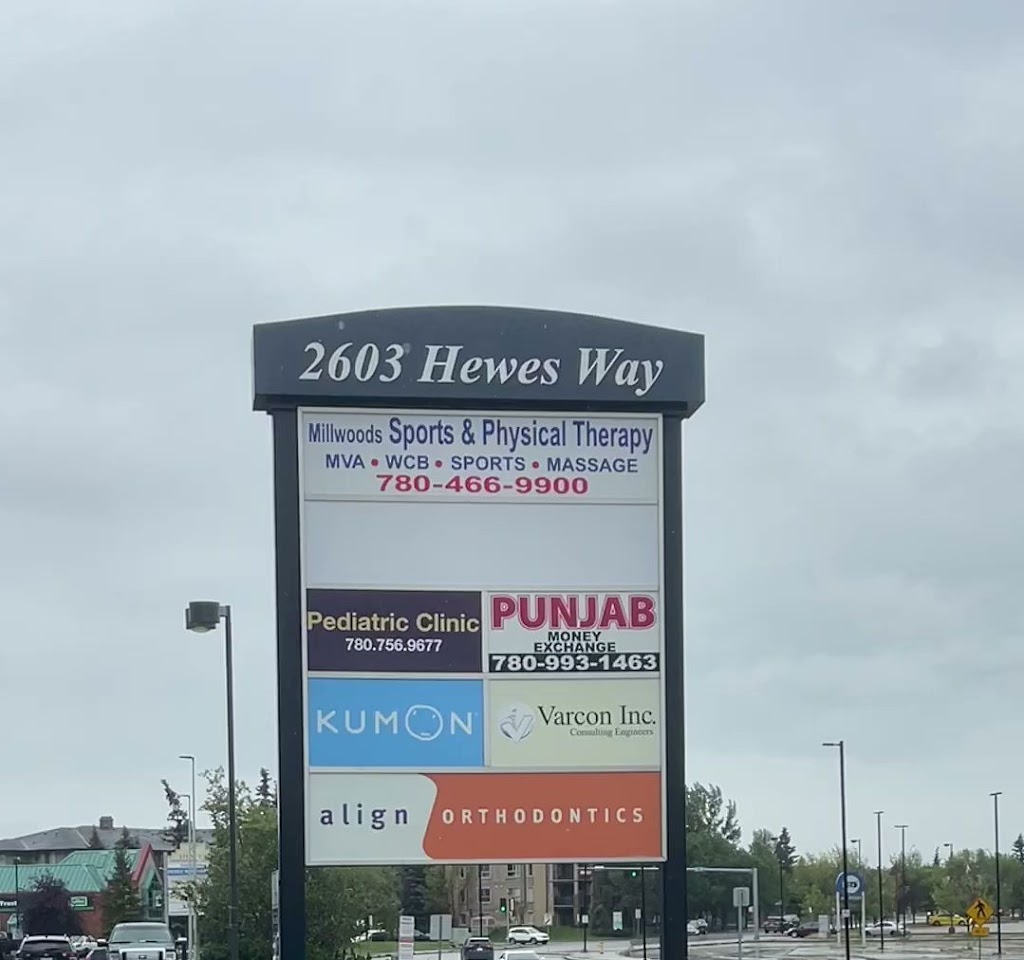 2603 Hewes Way
Millwoods Sports & Physical Therapy
MVA • WCB • SPORTS • MASSAGE
780-466-9900
Pediatric Clinic
780.756.9677
PUNJAB
MONEY
EXCHANGE
780-993-1463
KUMON
Varcon Inc.
Consulting Engineers
align ORTHODONTICS